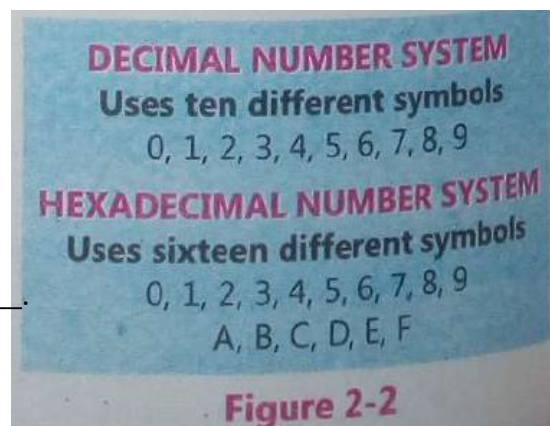 DECIMAL NUMBER SYSTEM
Uses ten different symbols
0, 1, 2, 3, 4, 5, 6, 7, 8, 9
HEXADECIMAL NUMBER SYSTEM
Uses sixteen different symbols
0, 1, 2, 3, 4, 5, 6, 7, 8, 9
A, B, C, D, E, F
Figure 2-2